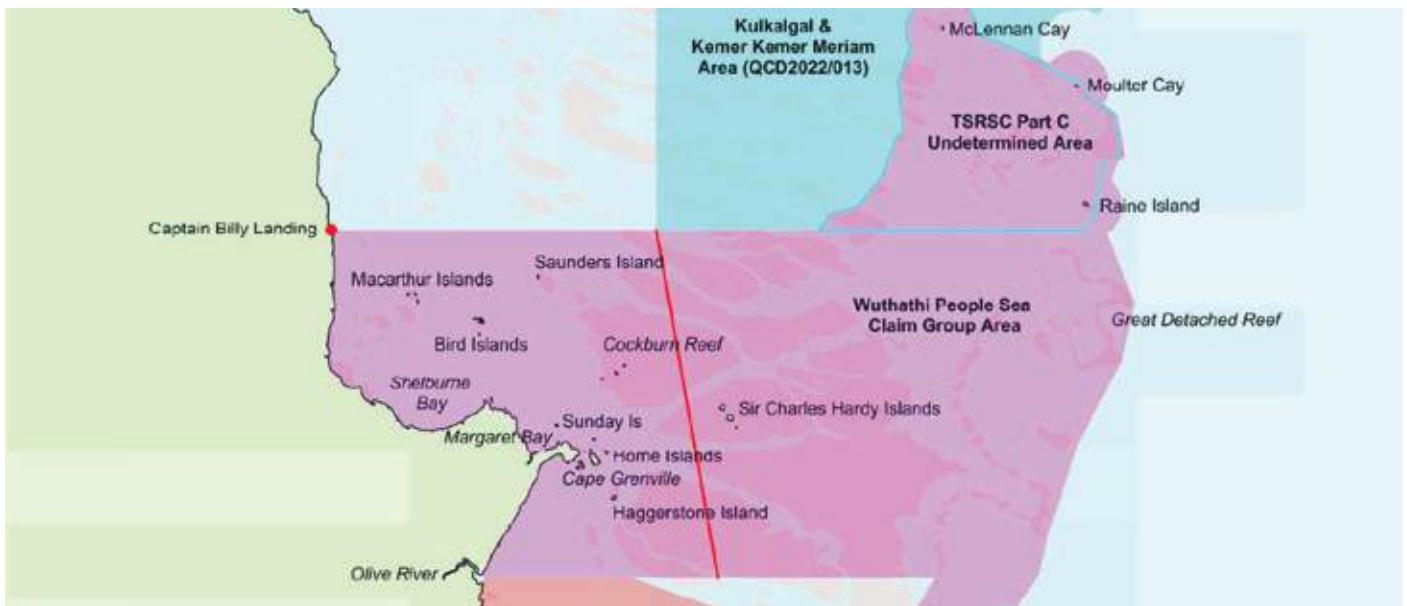 Kulkalgal &
Kemer Kemer Meriam
Area (QCD2022/013)
McLennan Cay
Moulter Cay
TSRSC Part C
Undetermined Area
Raine Island
Captain Billy Landing
Saunders Island
Macarthur Islands
Wuthathi People Sea
Claim Group Area
Great Detached Reef
Bird Islands
Cockburn Reef
Shelburne
Bay
Sir Charles Hardy Islands
Sunday Is
Margaret Bay
Home Islands
Cape Grenville
Haggerstone Island
Olive River